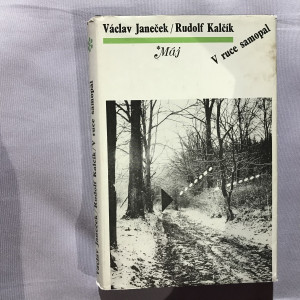 Václav Janeček/Rudolf Kalčík
Máj
V ruce samopal
Václav Janeček Rudolf Kalčík/V ruce samopal